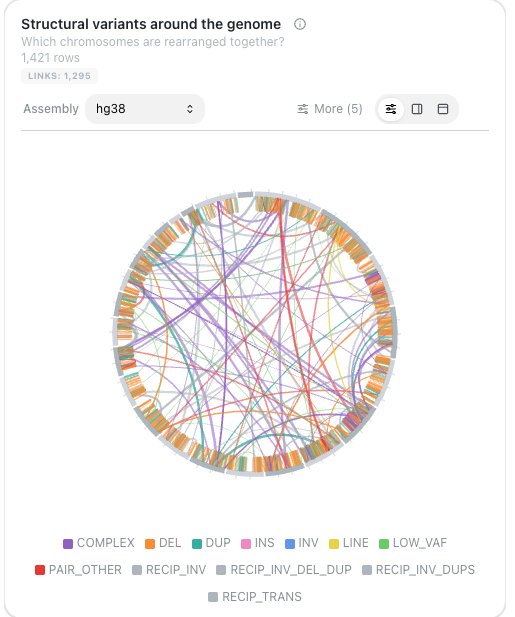 Structural variants around the genome
Which chromosomes are rearranged together?
1,421 rows
LINKS: 1,295
Assembly hg38 More (5)
COMPLEX DEL DUP INS INV LINE LOW_VAF
PAIR_OTHER RECIP_INV RECIP_INV_DEL_DUP RECIP_INV_DUPS
RECIP_TRANS